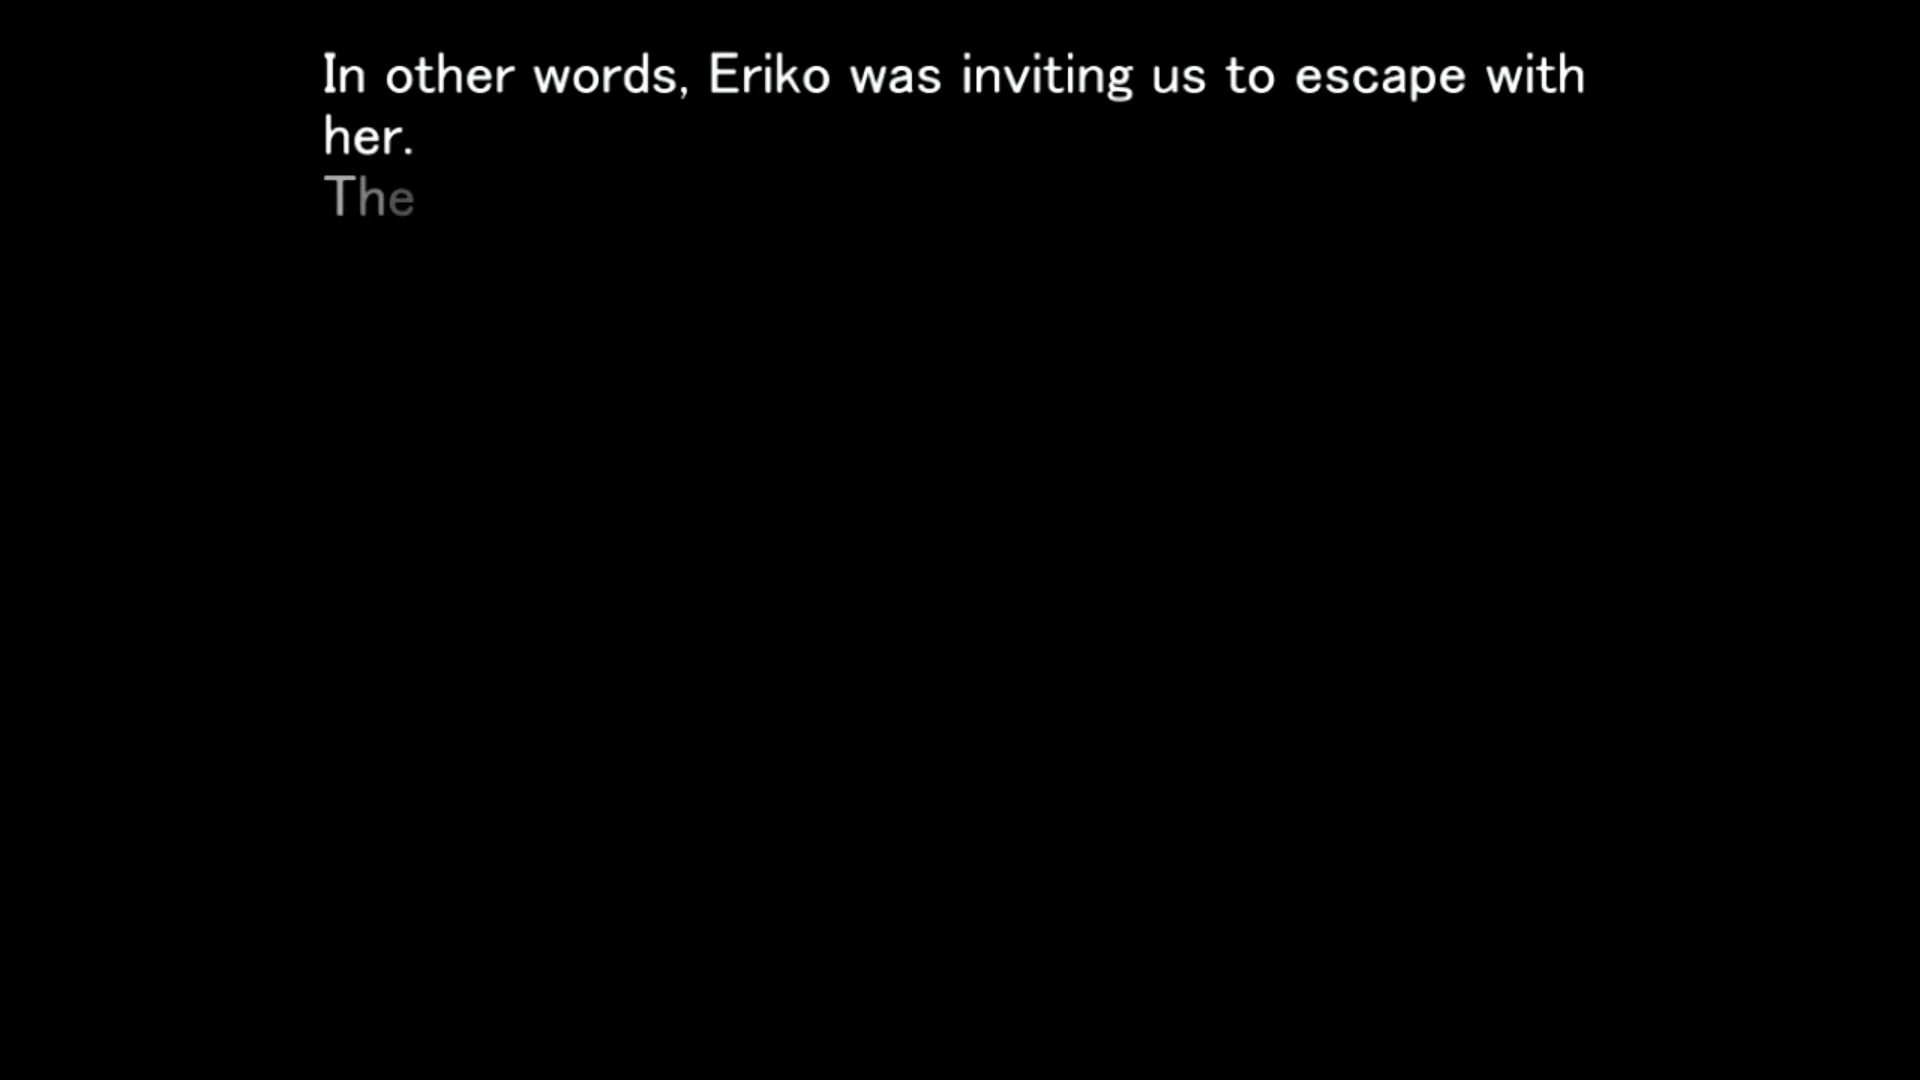 In other words, Eriko was inviting us to escape with
her.
The